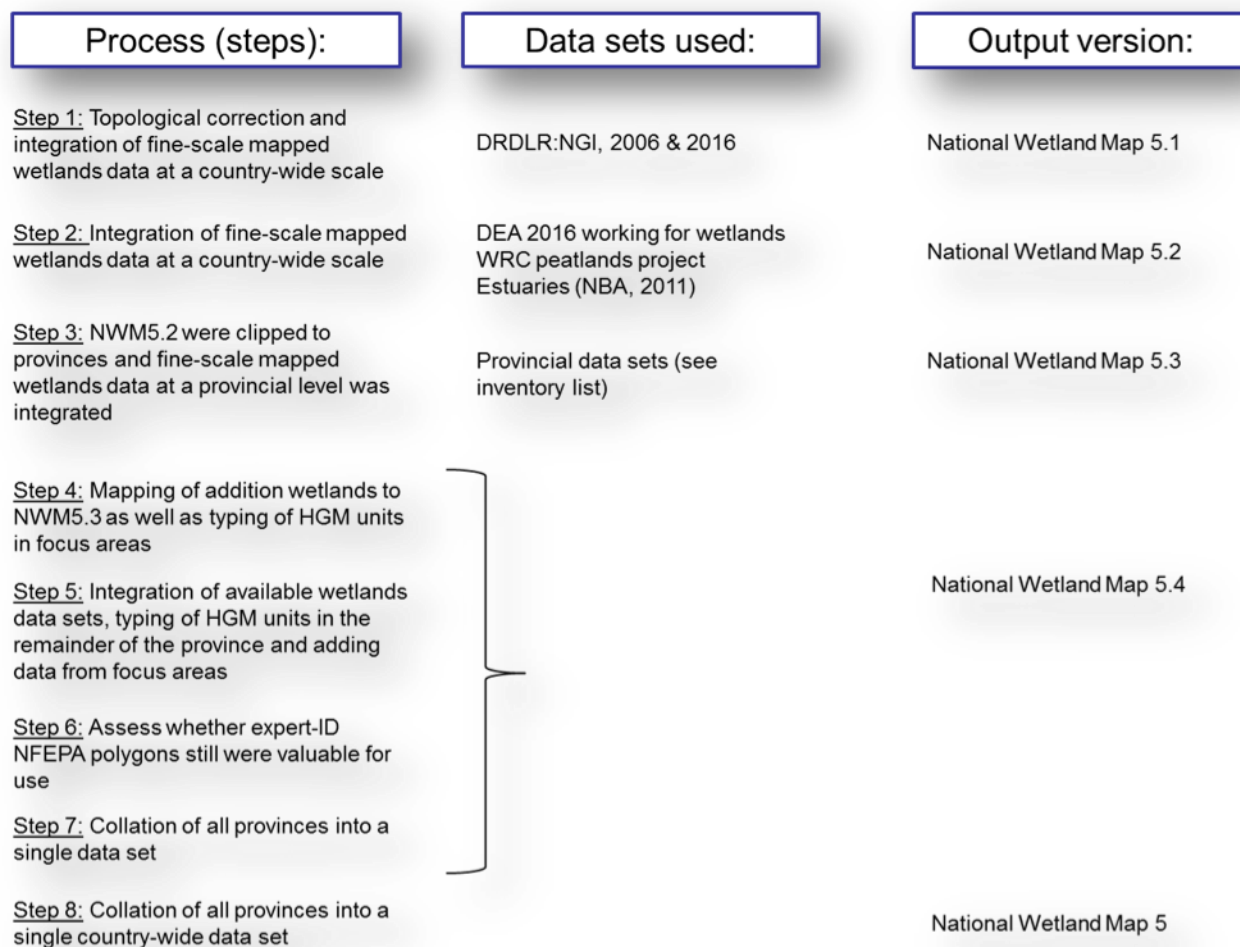 Process (steps):
Data sets used:
Output version:
Step 1: Topological correction and
integration of fine-scale mapped
wetlands data at a country-wide scale
DRDLR:NGI, 2006 & 2016
National Wetland Map 5.1
Step 2: Integration of fine-scale mapped
wetlands data at a country-wide scale
DEA 2016 working for wetlands
WRC peatlands project
Estuaries (NBA, 2011)
National Wetland Map 5.2
Step 3: NWM5.2 were clipped to
provinces and fine-scale mapped
wetlands data at a provincial level was
integrated
Provincial data sets (see
inventory list)
National Wetland Map 5.3
Step 4: Mapping of addition wetlands to
NWM5.3 as well as typing of HGM units
in focus areas
Step 5: Integration of available wetlands
data sets, typing of HGM units in the
remainder of the province and adding
data from focus areas
Step 6: Assess whether expert-ID
NFEPA polygons still were valuable for
use
Step 7: Collation of all provinces into a
single data set
National Wetland Map 5.4
Step 8: Collation of all provinces into a
single country-wide data set
National Wetland Map 5